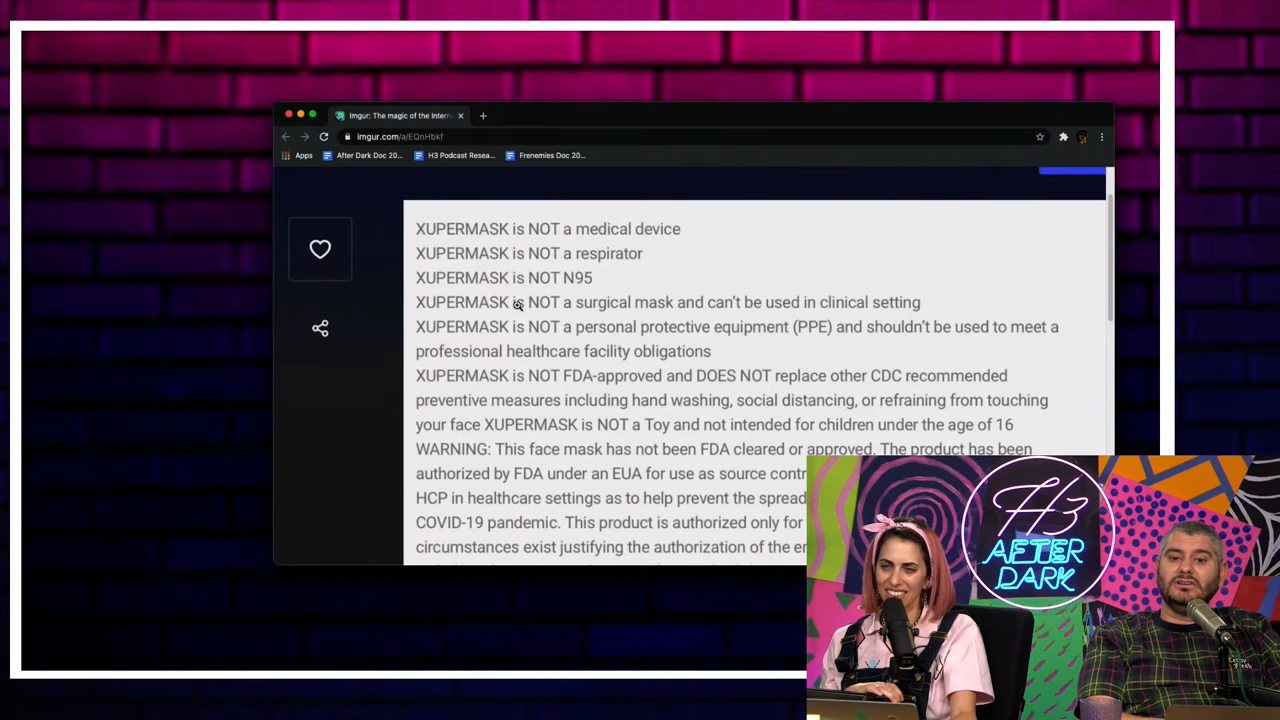 Imgur: The magic of the Intern
imgur.com/a/EQnHbkf
Apps
After Dark Doc 20...
H3 Podcast Resea...
Frenemies Doc 20...
XUPERMASK is NOT a medical device
XUPERMASK is NOT a respirator
XUPERMASK is NOT N95
XUPERMASK is NOT a surgical mask and can't be used in clinical setting
XUPERMASK is NOT a personal protective equipment (PPE) and shouldn't be used to meet a
professional healthcare facility obligations
XUPERMASK is NOT FDA-approved and DOES NOT replace other CDC recommended
preventive measures including hand washing, social distancing, or refraining from touching
your face XUPERMASK is NOT a Toy and not intended for children under the age of 16
WARNING: This face mask has not been FDA cleared or approved. The product has been
authorized by FDA under an EUA for use as source contr
HCP in healthcare settings as to help prevent the spread
COVID-19 pandemic. This product is authorized only for
circumstances exist justifying the authorization of the e
H3
AFTER
DARK